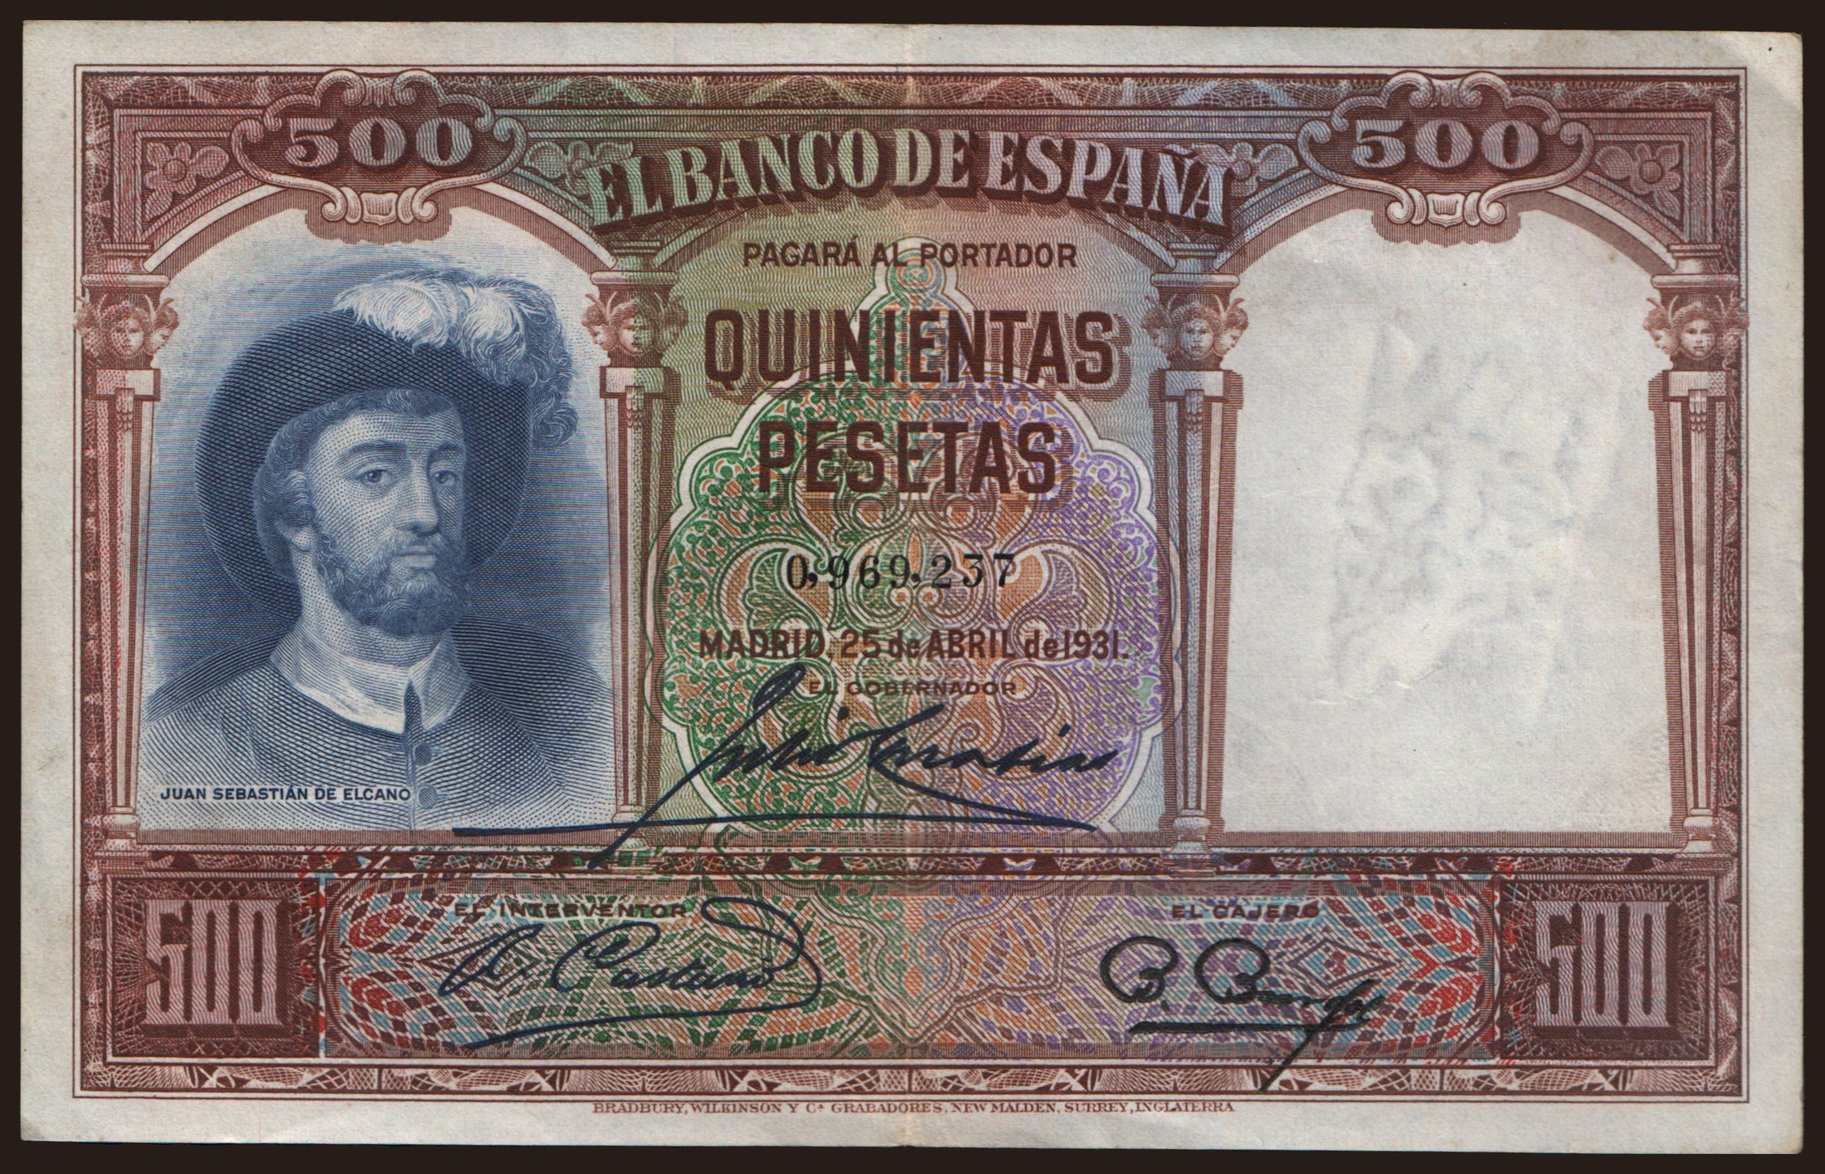 500
500
EL BANCO DE ESPAÑA
PAGARÁ AL PORTADOR
QUINIENTAS
PESETAS
0,969,237
MADRID, 25 de ABRIL de 1931.
EL GOBERNADOR
JUAN SEBASTIÁN DE ELCANO
EL INTERVENTOR
EL CAJERO
500
500
BRADBURY, WILKINSON Y Cª GRABADORES, NEW MALDEN, SURREY, INGLATERRA